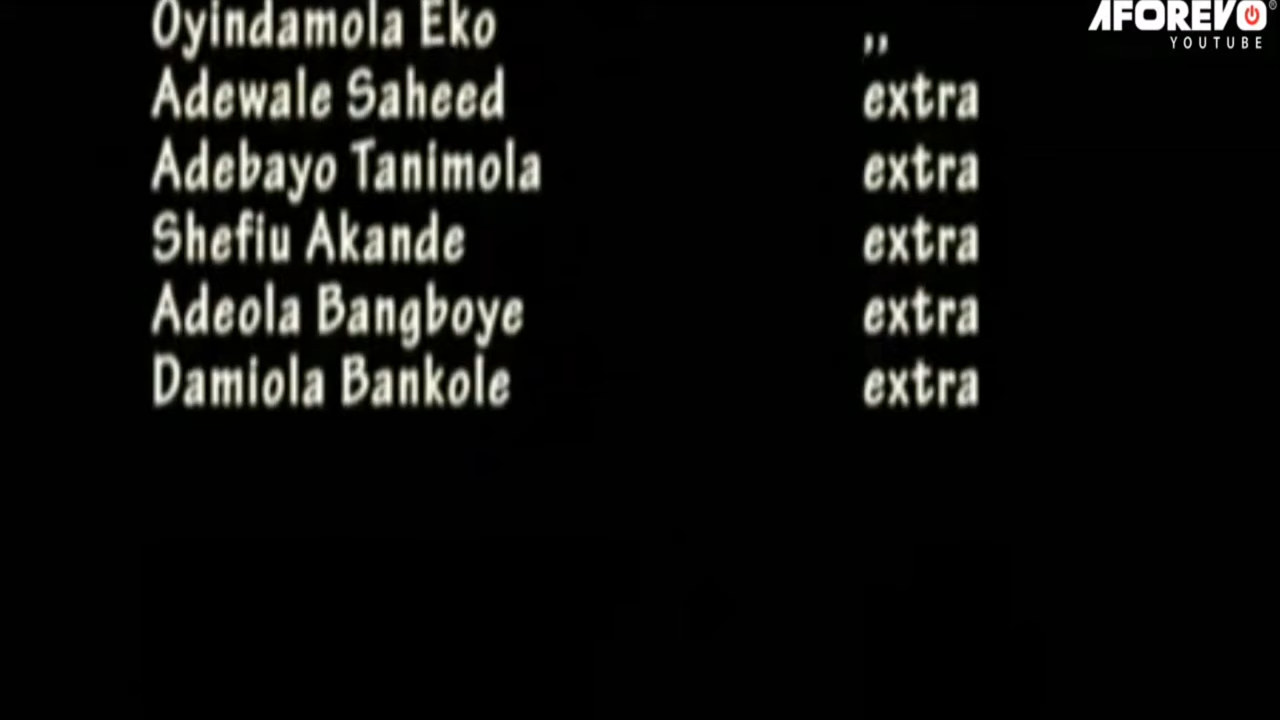 AFOREVO®
YOUTUBE
Oyindamola Eko ,,
Adewale Saheed extra
Adebayo Tanimola extra
Shefiu Akande extra
Adeola Bangboye extra
Damiola Bankole extra